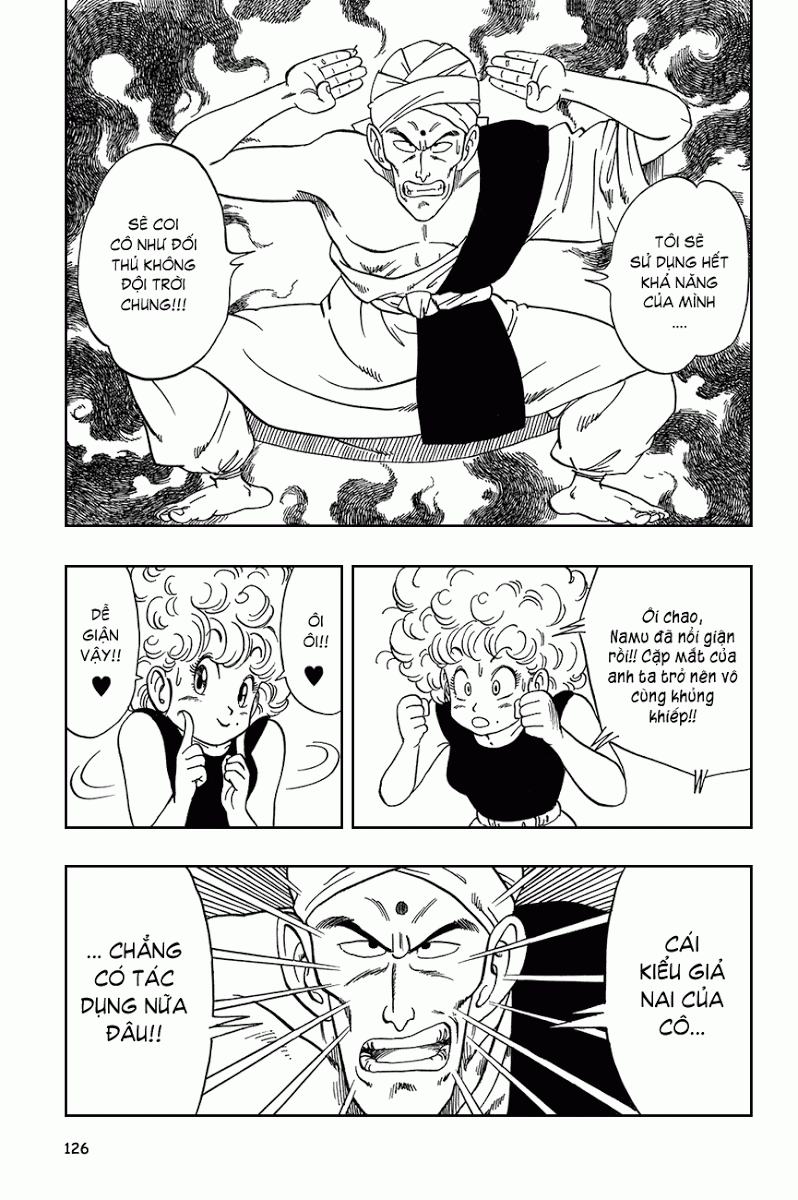 TÔI SẼ
SỬ DỤNG HẾT
KHẢ NĂNG
CỦA MÌNH
....
SẼ COI
CÔ NHƯ ĐỐI
THỦ KHÔNG
ĐỘI TRỜI
CHUNG!!!
Ôi chao,
Namu đã nổi giận
rồi!! Cặp mắt của
anh ta trở nên vô
cùng khủng
khiếp!!
ÔI
ÔI!!
♥
DỄ
GIẬN
VẬY!!
♥
CÁI
KIỂU GIẢ
NAI CỦA
CÔ...
... CHẲNG
CÓ TÁC
DỤNG NỮA
ĐÂU!!
126